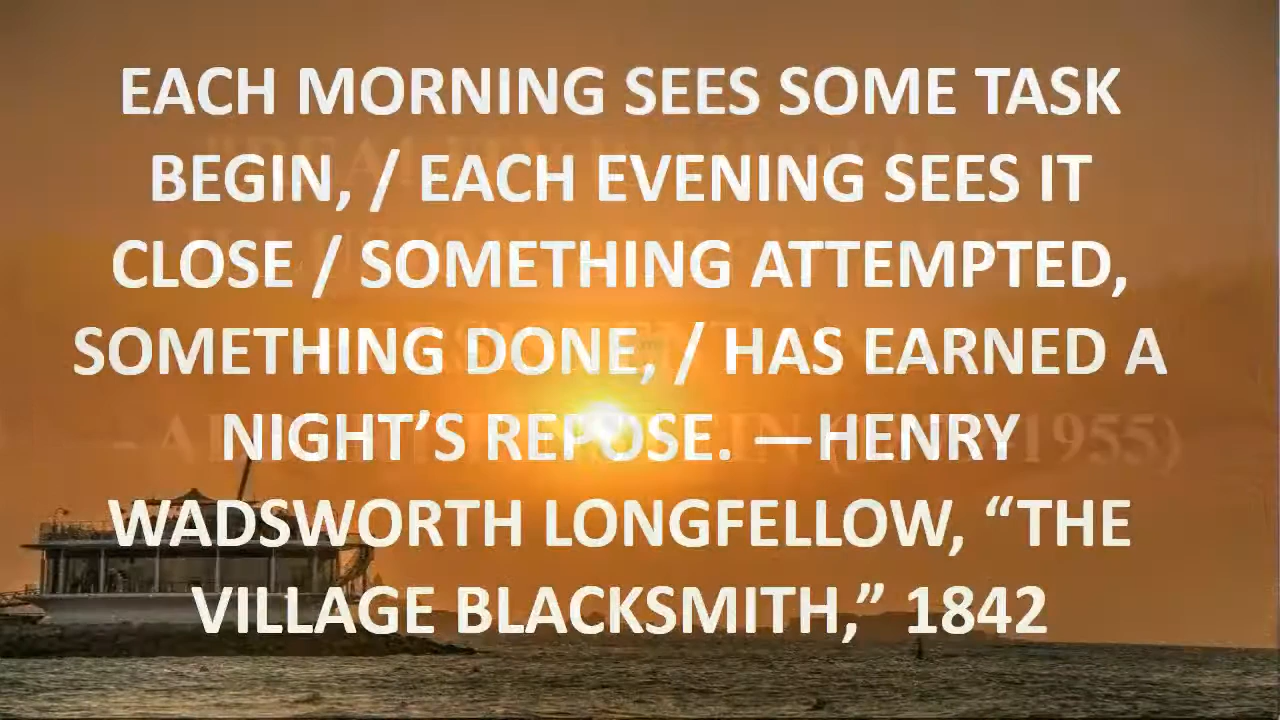 EACH MORNING SEES SOME TASK
BEGIN, / EACH EVENING SEES IT
CLOSE / SOMETHING ATTEMPTED,
SOMETHING DONE, / HAS EARNED A
NIGHT’S REPOSE. —HENRY
WADSWORTH LONGFELLOW, “THE
VILLAGE BLACKSMITH,” 1842
1955)